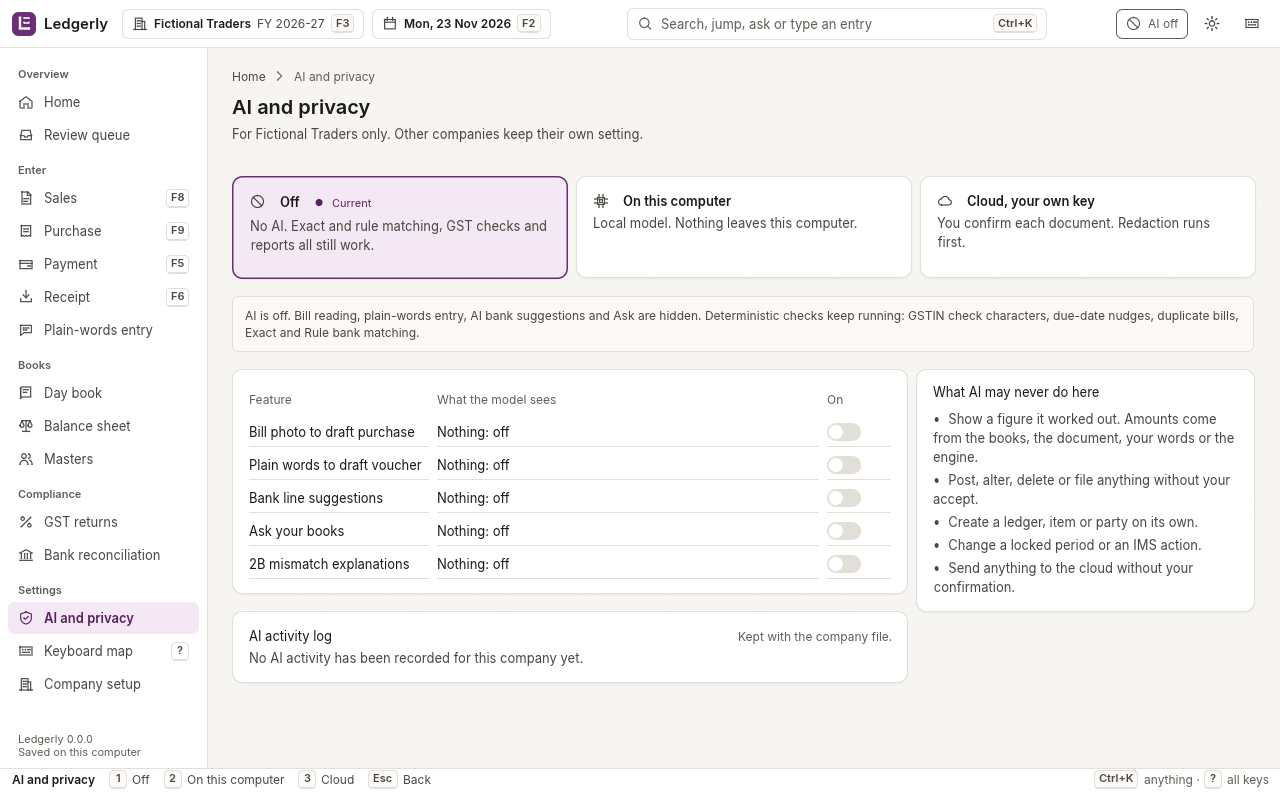 Ledgerly
Fictional Traders FY 2026-27 F3
Mon, 23 Nov 2026 F2
Search, jump, ask or type an entry Ctrl+K
AI off
Overview
Home
Review queue
Enter
Sales F8
Purchase F9
Payment F5
Receipt F6
Plain-words entry
Books
Day book
Balance sheet
Masters
Compliance
GST returns
Bank reconciliation
Settings
AI and privacy
Keyboard map ?
Company setup
Ledgerly 0.0.0
Saved on this computer
Home AI and privacy
AI and privacy
For Fictional Traders only. Other companies keep their own setting.
Off Current
No AI. Exact and rule matching, GST checks and
reports all still work.
On this computer
Local model. Nothing leaves this computer.
Cloud, your own key
You confirm each document. Redaction runs
first.
AI is off. Bill reading, plain-words entry, AI bank suggestions and Ask are hidden. Deterministic checks keep running: GSTIN check characters, due-date nudges, duplicate bills,
Exact and Rule bank matching.
Feature What the model sees On
Bill photo to draft purchase Nothing: off
Plain words to draft voucher Nothing: off
Bank line suggestions Nothing: off
Ask your books Nothing: off
2B mismatch explanations Nothing: off
What AI may never do here
• Show a figure it worked out. Amounts come
from the books, the document, your words or the
engine.
• Post, alter, delete or file anything without your
accept.
• Create a ledger, item or party on its own.
• Change a locked period or an IMS action.
• Send anything to the cloud without your
confirmation.
AI activity log Kept with the company file.
No AI activity has been recorded for this company yet.
AI and privacy 1 Off 2 On this computer 3 Cloud Esc Back
Ctrl+K anything · ? all keys